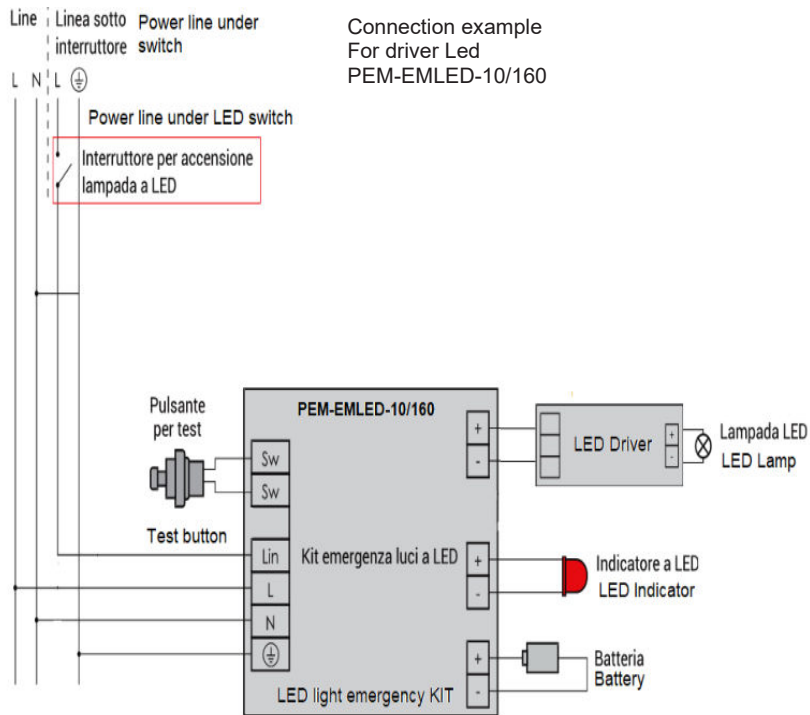 Line
Linea sotto
interruttore
Power line under
switch
Connection example
For driver Led
PEM-EMLED-10/160
L N L
Power line under LED switch
Interruttore per accensione
lampada a LED
Pulsante
per test
Test button
PEM-EMLED-10/160
Sw
Sw
Lin
L
N
Kit emergenza luci a LED
LED light emergency KIT
+
-
+
-
+
-
LED Driver
+
-
Lampada LED
LED Lamp
Indicatore a LED
LED Indicator
Batteria
Battery